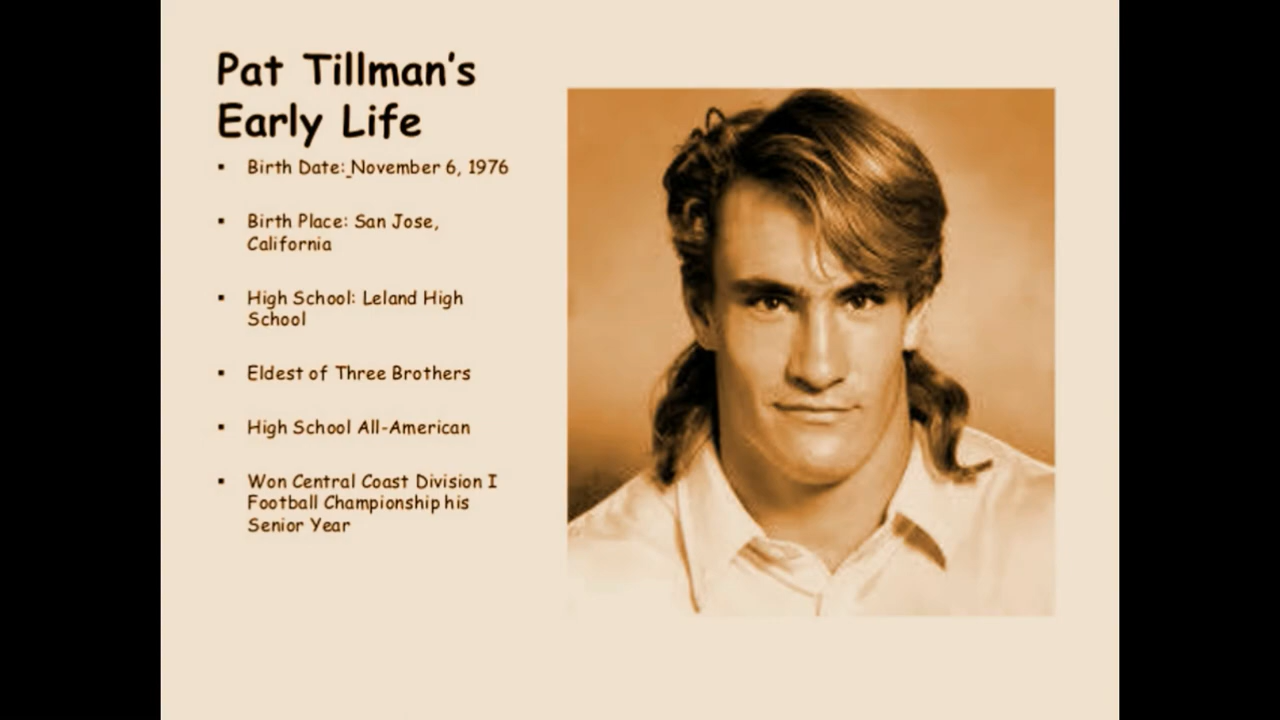 Pat Tillman's
Early Life
▪ Birth Date: November 6, 1976
▪ Birth Place: San Jose,
California
▪ High School: Leland High
School
▪ Eldest of Three Brothers
▪ High School All-American
▪ Won Central Coast Division I
Football Championship his
Senior Year